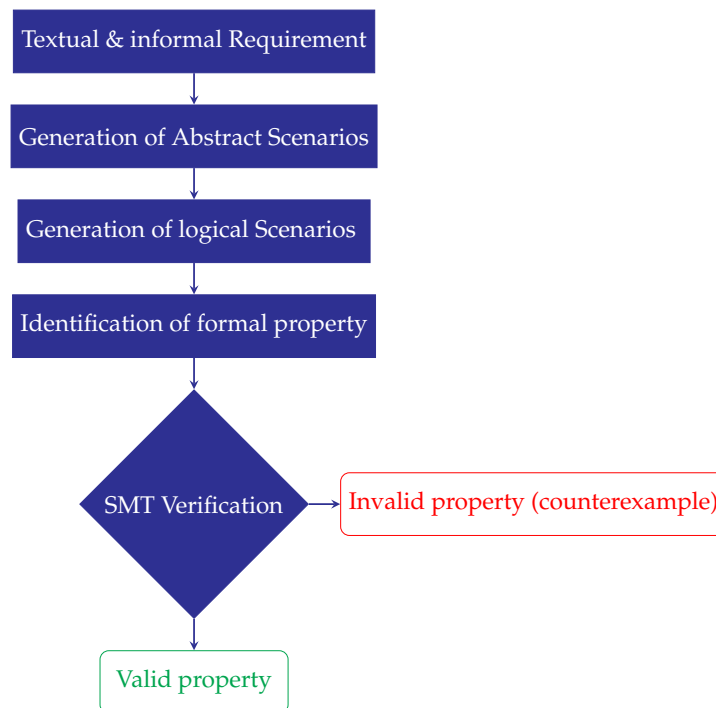 Textual & informal Requirement
Generation of Abstract Scenarios
Generation of logical Scenarios
Identification of formal property
SMT Verification
Invalid property (counterexample)
Valid property